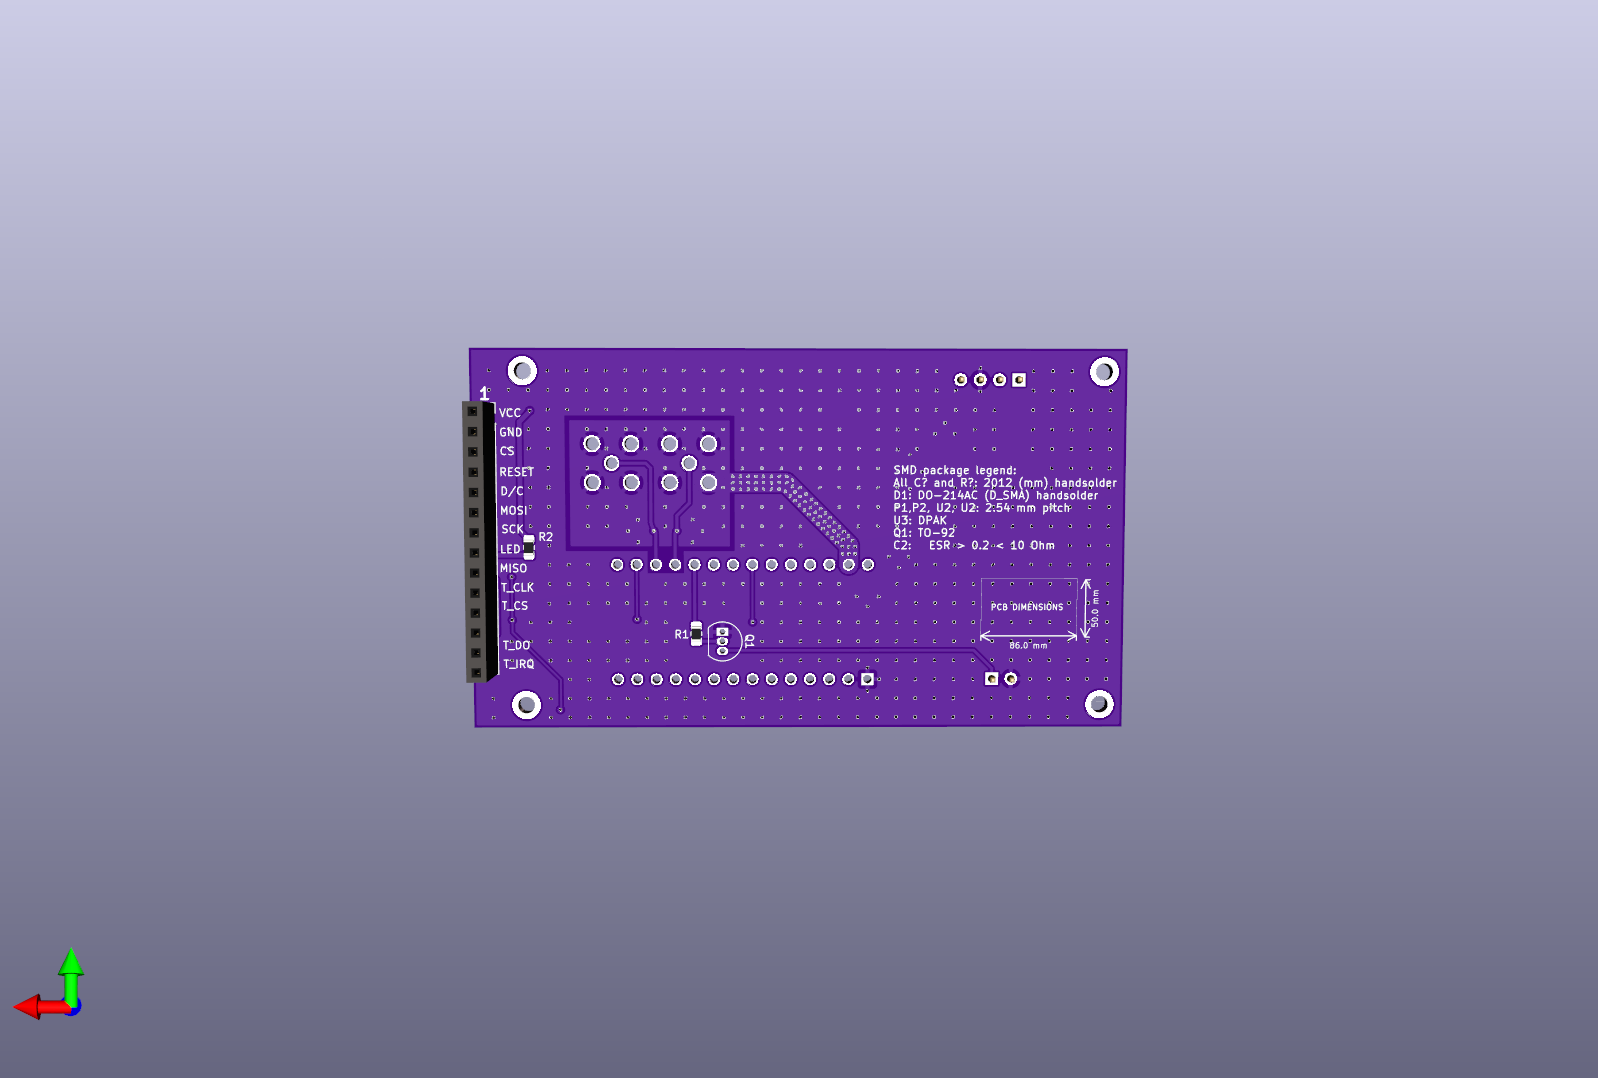 1
VCC
GND
CS
RESET
D/C
MOSI
SCK
LED
MISO
T_CLK
T_CS
T_DO
T_IRQ
R2
R1
Q1
SMD package legend:
All C? and R?: 2012 (mm) handsolder
D1: DO-214AC (D_SMA) handsolder
P1,P2, U2, U2: 2:54 mm pitch
U3: DPAK
Q1: TO-92
C2: ESR > 0.2 < 10 Ohm
PCB DIMENSIONS
50.0 mm
86.0 mm